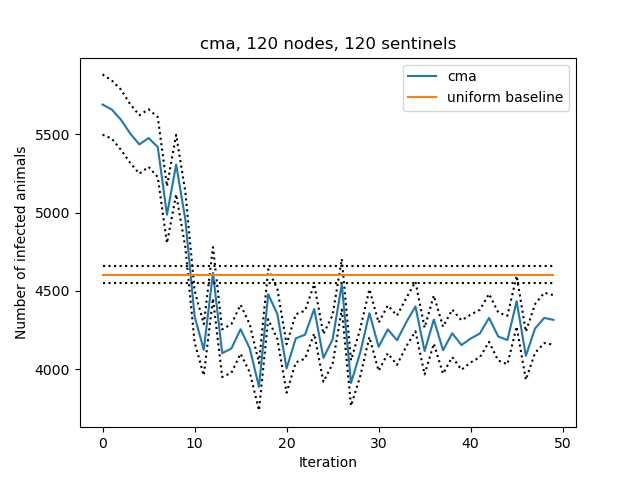 cma, 120 nodes, 120 sentinels
cma
uniform baseline
5500
5000
4500
4000
Number of infected animals
0 10 20 30 40 50
Iteration